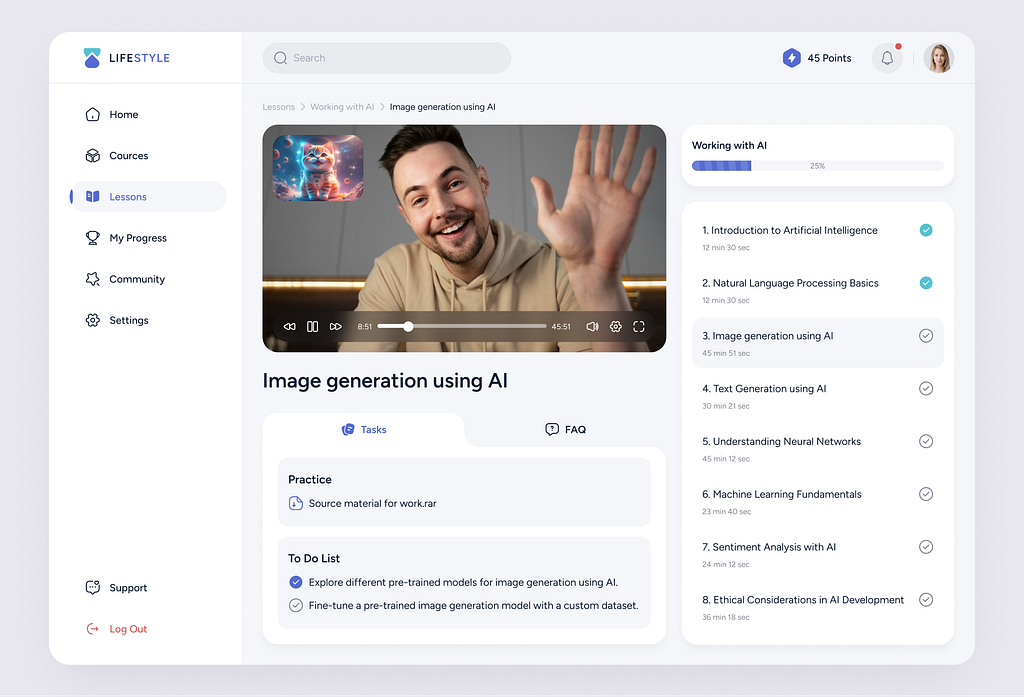 LIFESTYLE
Search
45 Points
Home
Cources
Lessons
My Progress
Community
Settings
Support
Log Out
Lessons > Working with AI > Image generation using AI
8:51
45:51
Image generation using AI
Tasks
FAQ
Practice
Source material for work.rar
To Do List
Explore different pre-trained models for image generation using AI.
Fine-tune a pre-trained image generation model with a custom dataset.
Working with AI
25%
1. Introduction to Artificial Intelligence
12 min 30 sec
2. Natural Language Processing Basics
12 min 30 sec
3. Image generation using AI
45 min 51 sec
4. Text Generation using AI
30 min 21 sec
5. Understanding Neural Networks
45 min 12 sec
6. Machine Learning Fundamentals
23 min 40 sec
7. Sentiment Analysis with AI
24 min 12 sec
8. Ethical Considerations in AI Development
36 min 18 sec